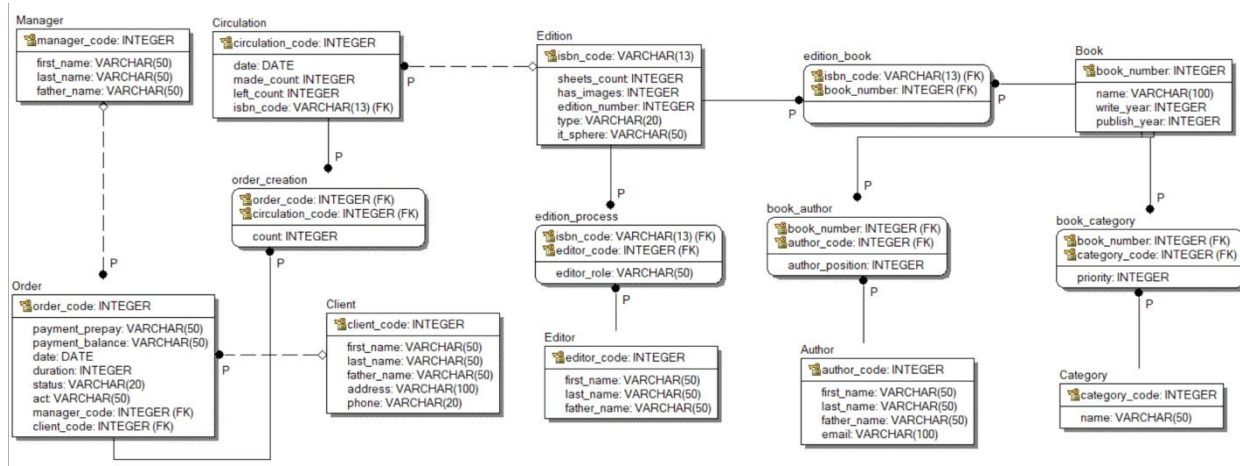 Manager
manager_code: INTEGER
first_name: VARCHAR(50)
last_name: VARCHAR(50)
father_name: VARCHAR(50)
P
Circulation
circulation_code: INTEGER
date: DATE
made_count: INTEGER
left_count: INTEGER
isbn_code: VARCHAR(13) (FK)
P
P
Edition
isbn_code: VARCHAR(13)
sheets_count: INTEGER
has_images: INTEGER
edition_number: INTEGER
type: VARCHAR(20)
it_sphere: VARCHAR(50)
P
P
edition_book
isbn_code: VARCHAR(13) (FK)
book_number: INTEGER (FK)
P
Book
book_number: INTEGER
name: VARCHAR(100)
write_year: INTEGER
publish_year: INTEGER
P
P
order_creation
order_code: INTEGER (FK)
circulation_code: INTEGER (FK)
count: INTEGER
P
edition_process
isbn_code: VARCHAR(13) (FK)
editor_code: INTEGER (FK)
editor_role: VARCHAR(50)
P
book_author
book_number: INTEGER (FK)
author_code: INTEGER (FK)
author_position: INTEGER
P
book_category
book_number: INTEGER (FK)
category_code: INTEGER (FK)
priority: INTEGER
P
Order
order_code: INTEGER
payment_prepay: VARCHAR(50)
payment_balance: VARCHAR(50)
date: DATE
duration: INTEGER
status: VARCHAR(20)
act: VARCHAR(50)
manager_code: INTEGER (FK)
client_code: INTEGER (FK)
P
Client
client_code: INTEGER
first_name: VARCHAR(50)
last_name: VARCHAR(50)
father_name: VARCHAR(50)
address: VARCHAR(100)
phone: VARCHAR(20)
Editor
editor_code: INTEGER
first_name: VARCHAR(50)
last_name: VARCHAR(50)
father_name: VARCHAR(50)
Author
author_code: INTEGER
first_name: VARCHAR(50)
last_name: VARCHAR(50)
father_name: VARCHAR(50)
email: VARCHAR(100)
Category
category_code: INTEGER
name: VARCHAR(50)